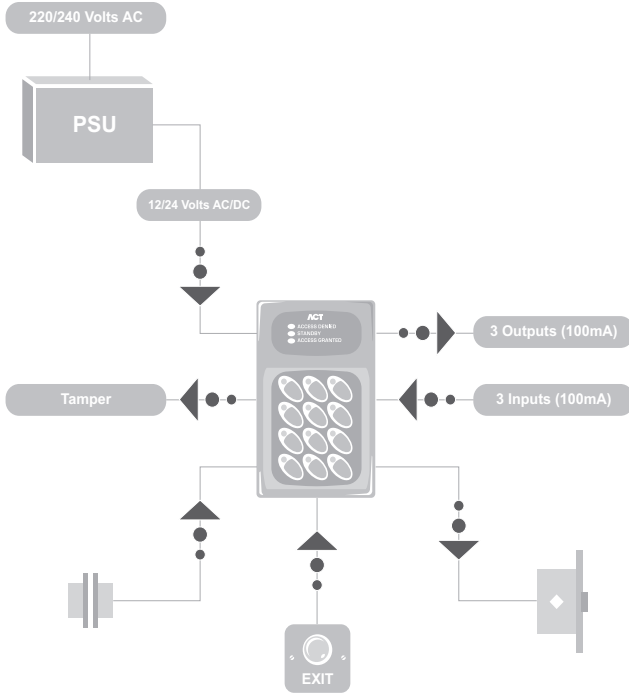 220/240 Volts AC
PSU
12/24 Volts AC/DC
ACT
ACCESS DENIED
STANDBY
ACCESS GRANTED
3 Outputs (100mA)
Tamper
3 Inputs (100mA)
EXIT